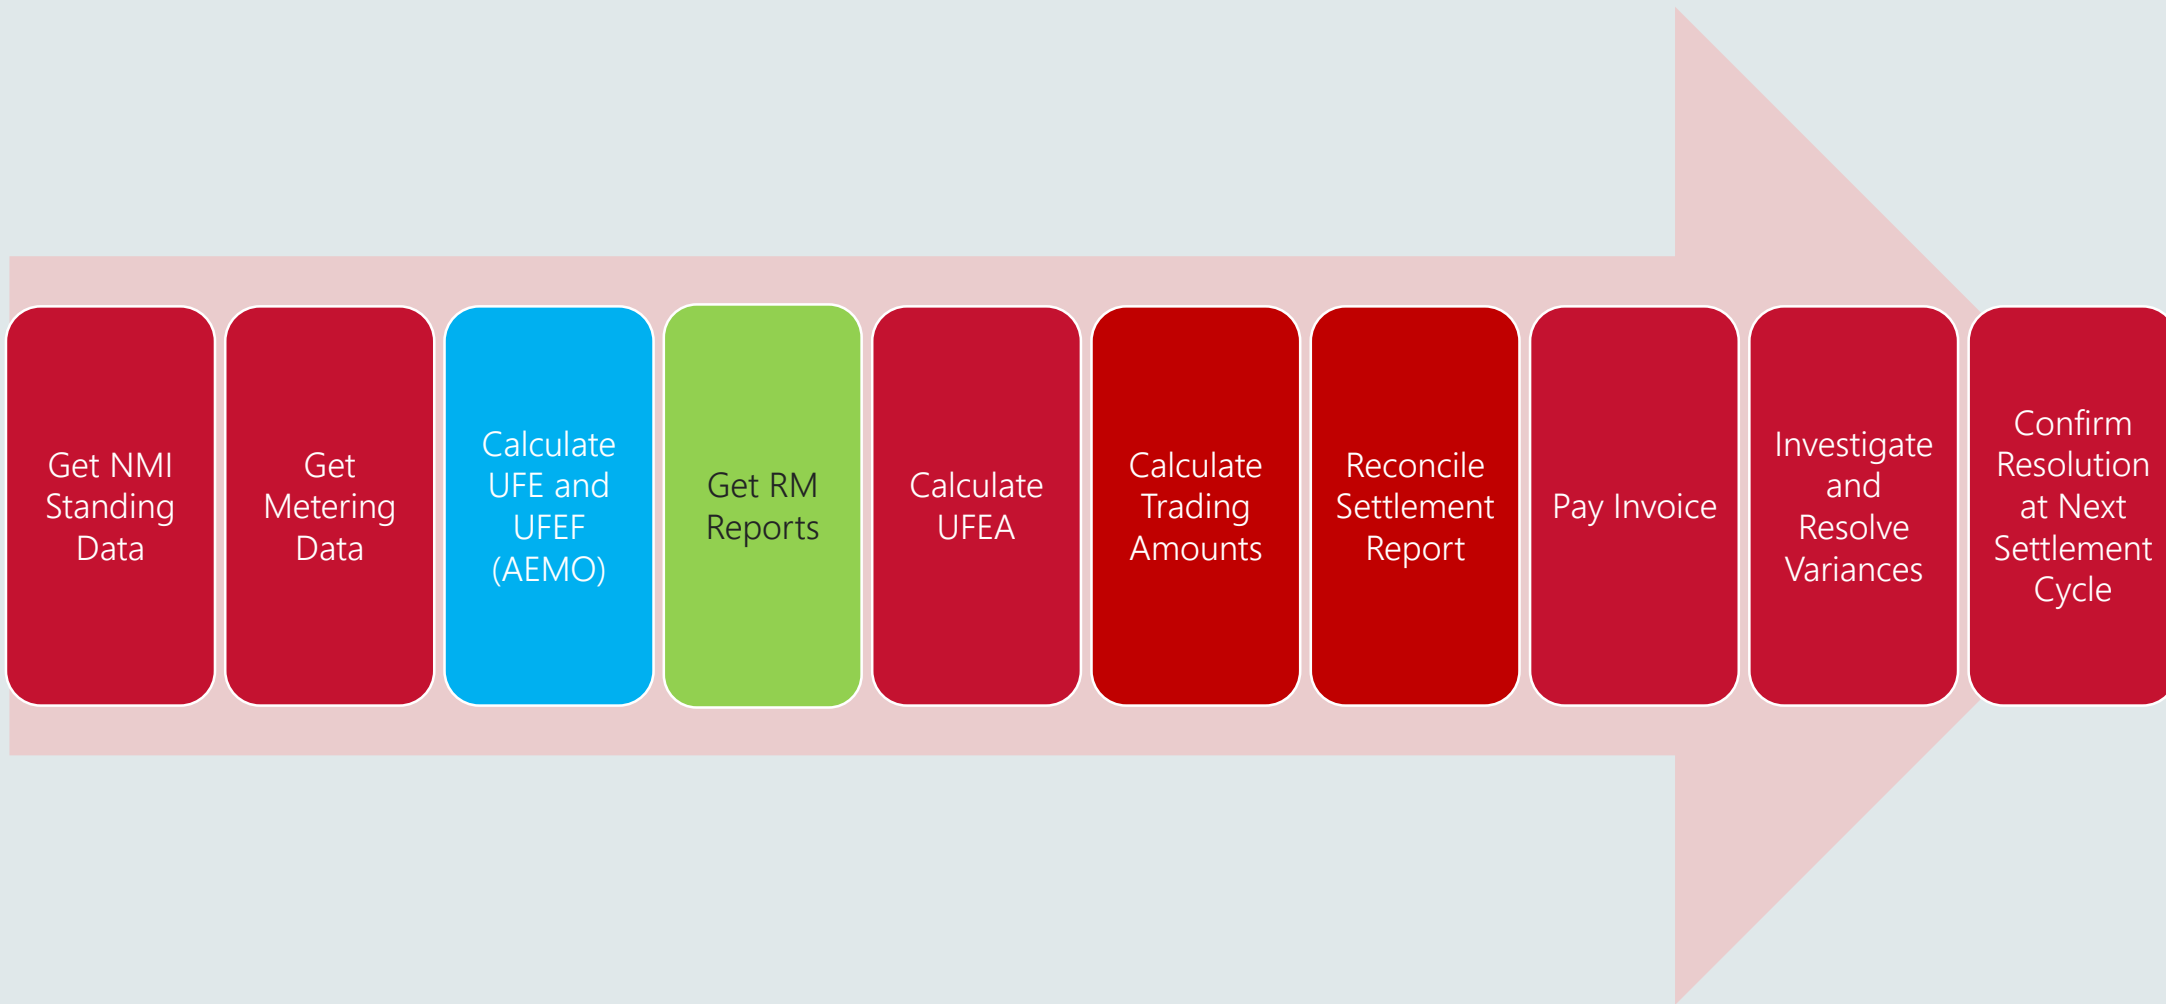 Get NMI
Standing
Data
Get
Metering
Data
Calculate
UFE and
UFEF
(AEMO)
Get RM
Reports
Calculate
UFEA
Calculate
Trading
Amounts
Reconcile
Settlement
Report
Pay Invoice
Investigate
and
Resolve
Variances
Confirm
Resolution
at Next
Settlement
Cycle